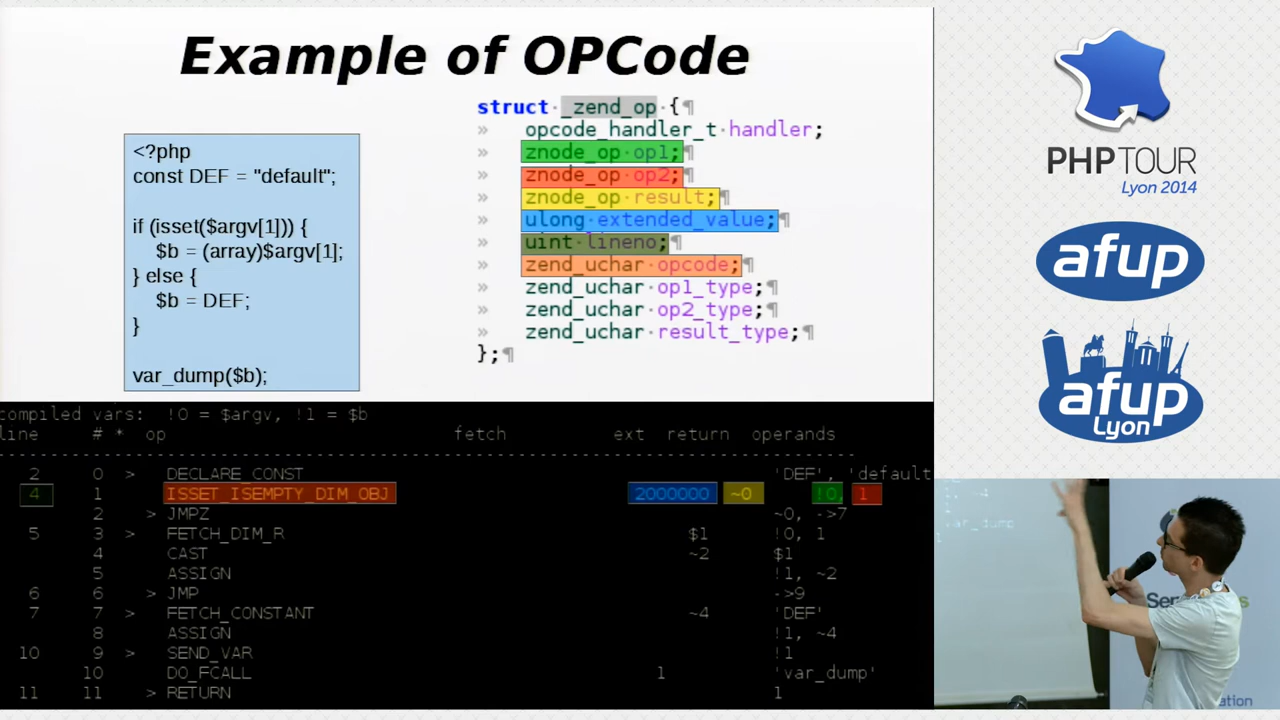 Example of OPCode
<?php
const DEF = "default";
if (isset($argv[1])) {
$b = (array)$argv[1];
} else {
$b = DEF;
}
var_dump($b);
struct·_zend_op {¶
» opcode_handler_t·handler;
» znode_op·op1;¶
» znode_op·op2;¶
» znode_op·result;¶
» ulong·extended_value;¶
» uint·lineno;¶
» zend_uchar·opcode;¶
» zend_uchar·op1_type;¶
» zend_uchar·op2_type;¶
» zend_uchar·result_type;¶
};¶
compiled vars: !0 = $argv, !1 = $b
line # * op fetch ext return operands
2 0 > DECLARE_CONST 'DEF', 'default
4 1 ISSET_ISEMPTY_DIM_OBJ 2000000 ~0 !0, 1
2 > JMPZ ~0, ->7
5 3 > FETCH_DIM_R $1 !0, 1
4 CAST ~2 $1
5 ASSIGN !1, ~2
6 6 > JMP ->9
7 7 > FETCH_CONSTANT ~4 'DEF'
8 ASSIGN !1, ~4
10 9 > SEND_VAR !1
10 DO_FCALL 1 'var_dump'
11 11 > RETURN 1
PHP TOUR
Lyon 2014
afup
afup
Lyon
var_dump